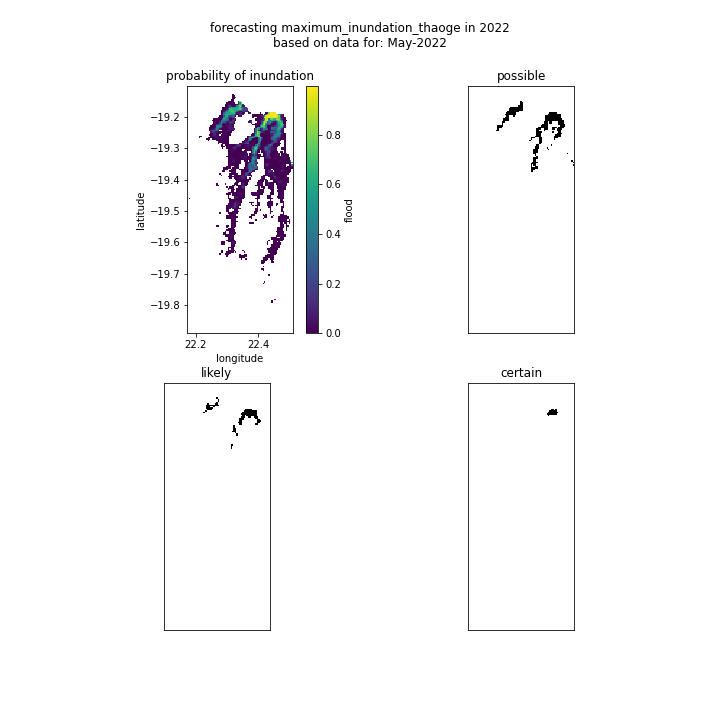 forecasting maximum_inundation_thaoge in 2022
based on data for: May-2022
probability of inundation
possible
−19.2
−19.3
−19.4
−19.5
−19.6
−19.7
−19.8
latitude
22.2
22.4
longitude
0.8
0.6
0.4
0.2
0.0
flood
likely
certain